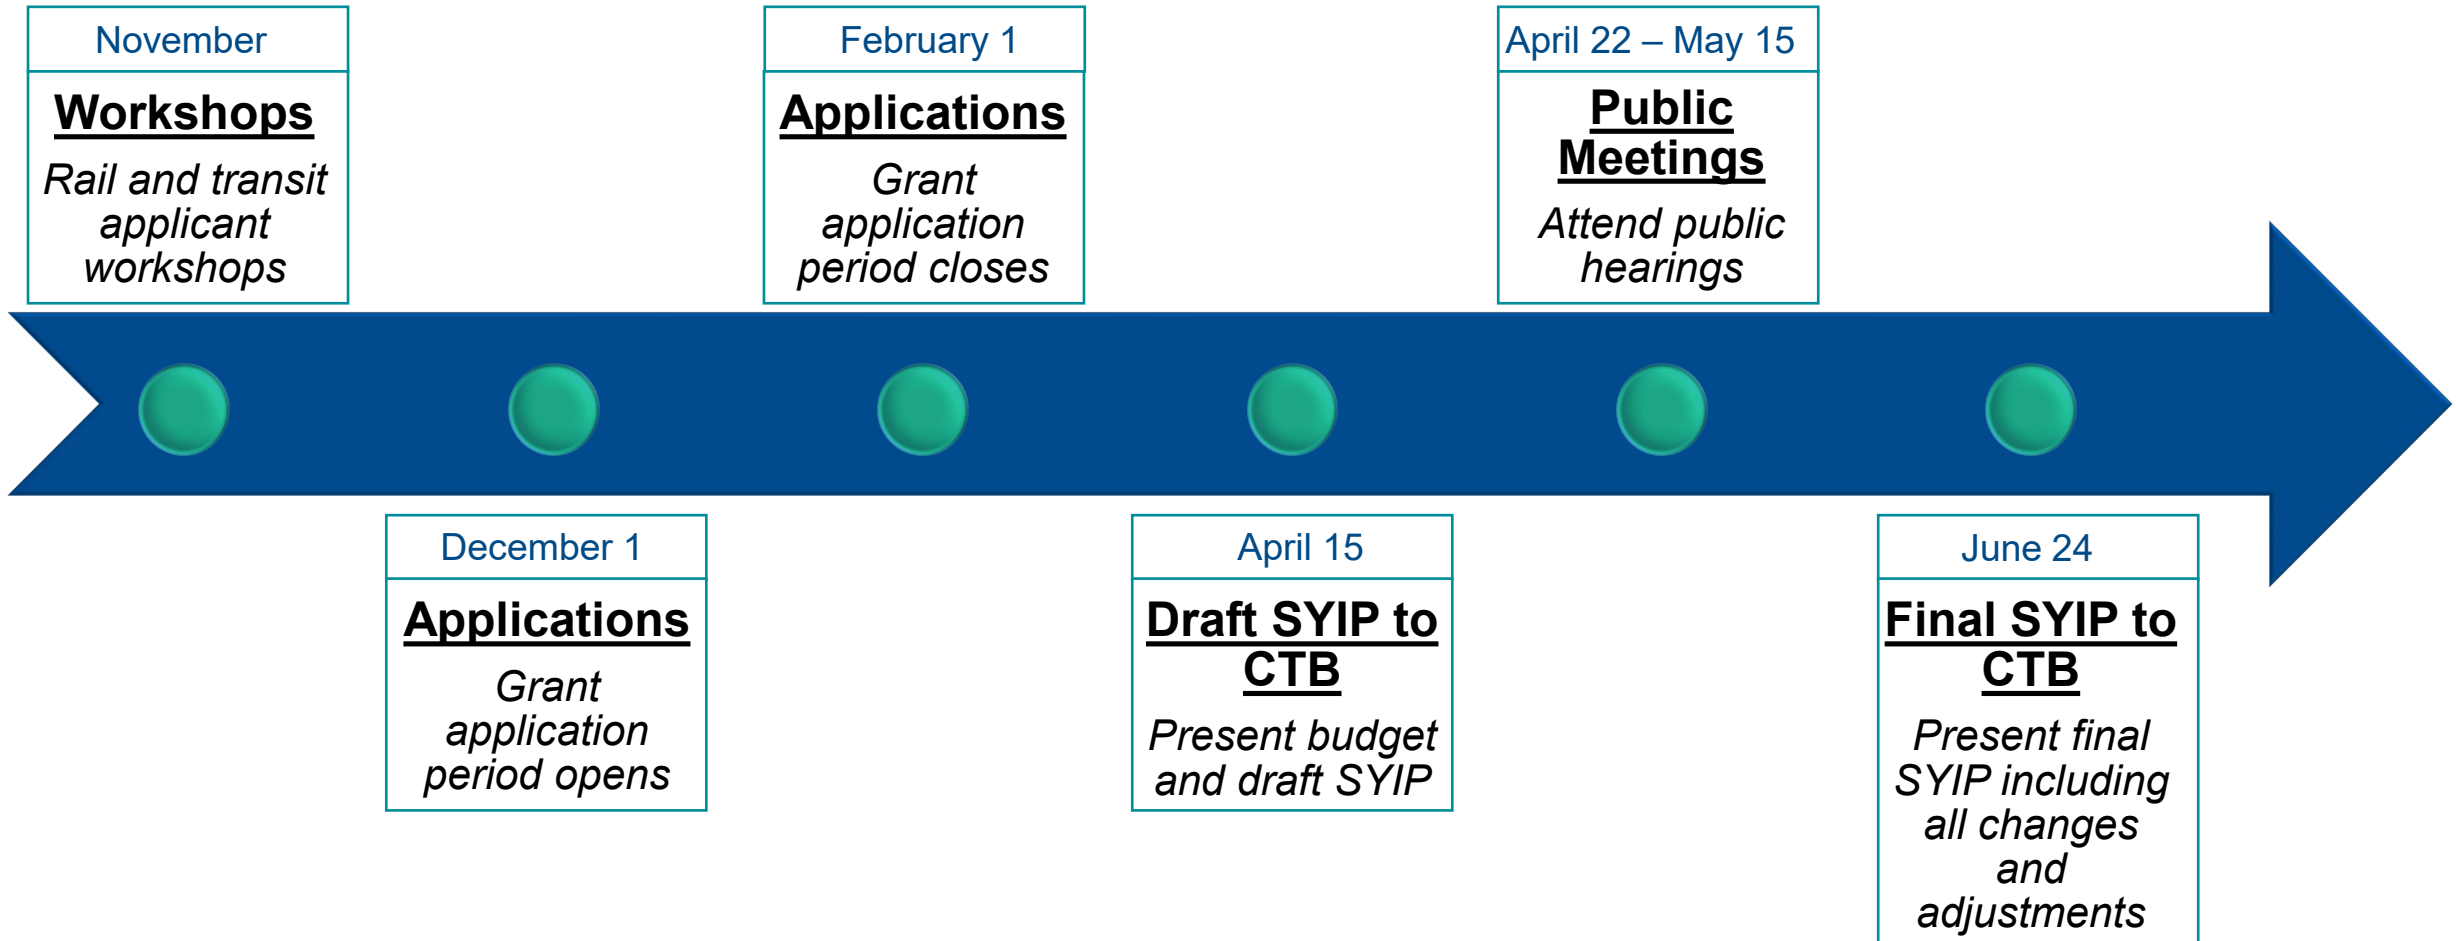 November
Workshops
Rail and transit
applicant
workshops
December 1
Applications
Grant
application
period opens
February 1
Applications
Grant
application
period closes
April 15
Draft SYIP to
CTB
Present budget
and draft SYIP
April 22 – May 15
Public
Meetings
Attend public
hearings
June 24
Final SYIP to
CTB
Present final
SYIP including
all changes
and
adjustments